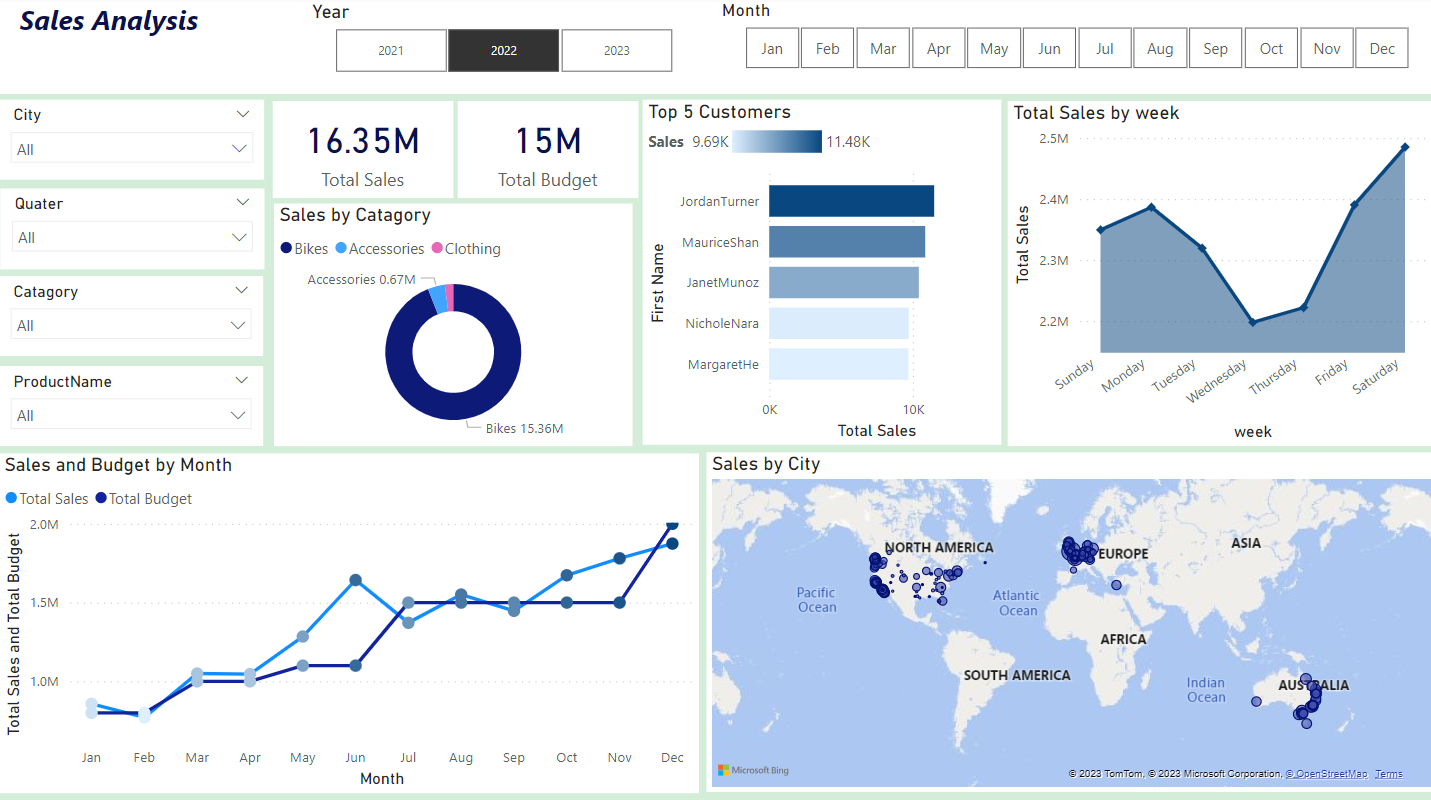 Sales Analysis
Year
2021 2022 2023
Month
Jan Feb Mar Apr May Jun Jul Aug Sep Oct Nov Dec
City
All
Quater
All
Catagory
All
ProductName
All
16.35M
Total Sales
15M
Total Budget
Sales by Catagory
Bikes Accessories Clothing
Accessories 0.67M
Bikes 15.36M
Top 5 Customers
Sales 9.69K 11.48K
First Name
JordanTurner
MauriceShan
JanetMunoz
NicholeNara
MargaretHe
0K 10K
Total Sales
Total Sales by week
Total Sales
2.5M
2.4M
2.3M
2.2M
Sunday Monday Tuesday Wednesday Thursday Friday Saturday
week
Sales and Budget by Month
Total Sales Total Budget
Total Sales and Total Budget
2.0M
1.5M
1.0M
Jan Feb Mar Apr May Jun Jul Aug Sep Oct Nov Dec
Month
Sales by City
NORTH AMERICA
EUROPE
ASIA
Pacific
Ocean
Atlantic
Ocean
AFRICA
SOUTH AMERICA
Indian
Ocean
AUSTRALIA
Microsoft Bing
© 2023 TomTom, © 2023 Microsoft Corporation, © OpenStreetMap Terms